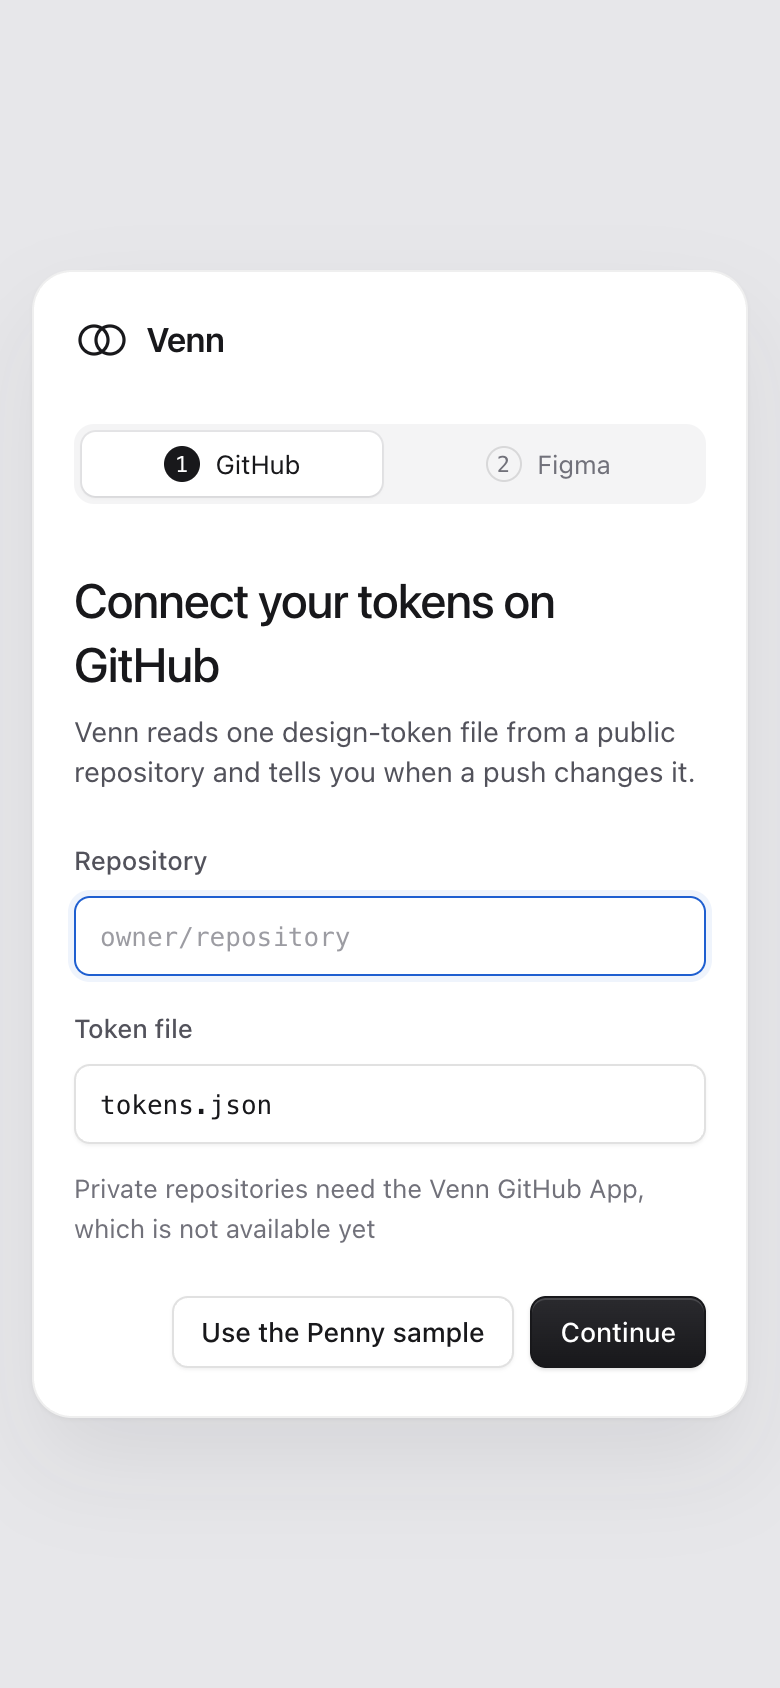 Venn
1 GitHub
2 Figma
Connect your tokens on
GitHub
Venn reads one design-token file from a public
repository and tells you when a push changes it.
Repository
owner/repository
Token file
tokens.json
Private repositories need the Venn GitHub App,
which is not available yet
Use the Penny sample
Continue